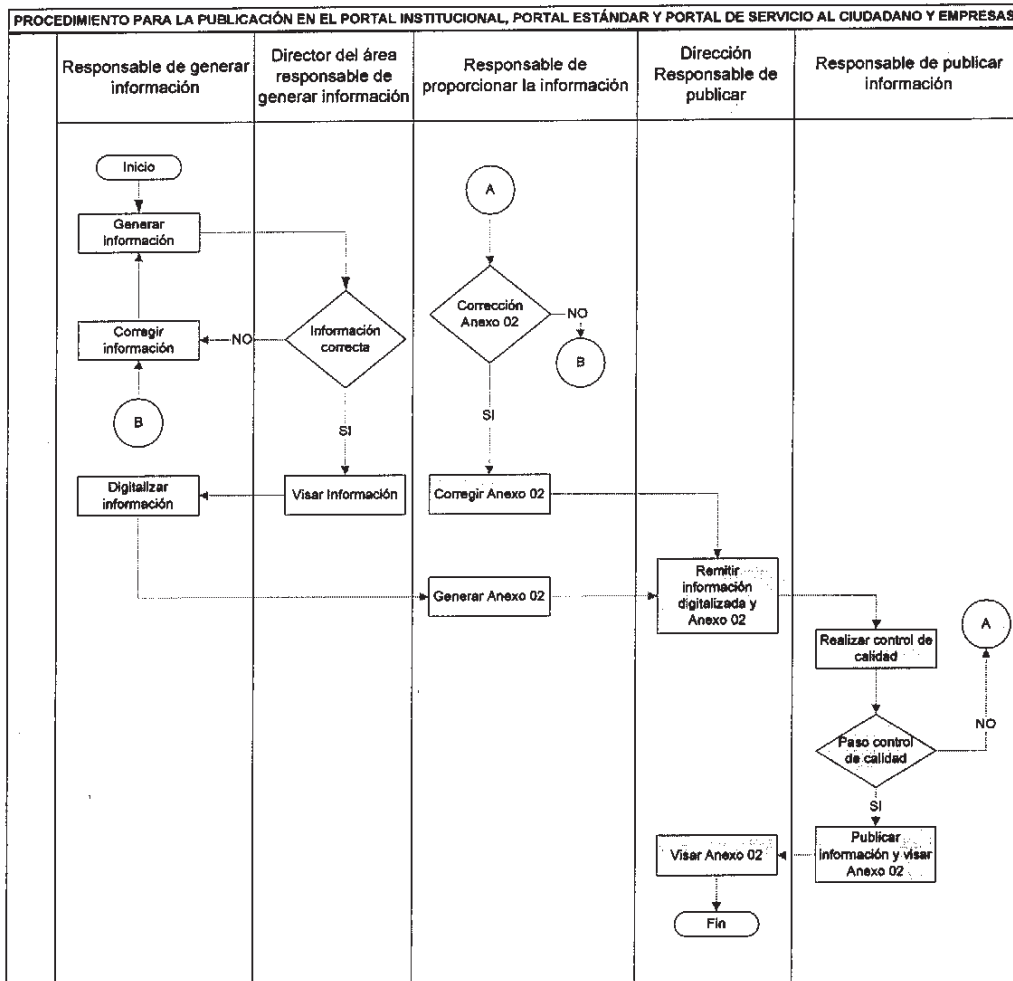 PROCEDIMIENTO PARA LA PUBLICACIÓN EN EL PORTAL INSTITUCIONAL, PORTAL ESTÁNDAR Y PORTAL DE SERVICIO AL CIUDADANO Y EMPRESAS
Responsable de generar
información
Director del área
responsable de
generar información
Responsable de
proporcionar la información
Dirección
Responsable de
publicar
Responsable de publicar
información
Inicio
Generar
información
Corregir
información
B
Digitalizar
información
Información
correcta
NO
SI
Visar Información
A
Corrección
Anexo 02
NO
B
SI
Corregir Anexo 02
Generar Anexo 02
Remitir
información
digitalizada y
Anexo 02
Realizar control de
calidad
A
NO
Paso control
de calidad
SI
Publicar
información y visar
Anexo 02
Visar Anexo 02
Fin